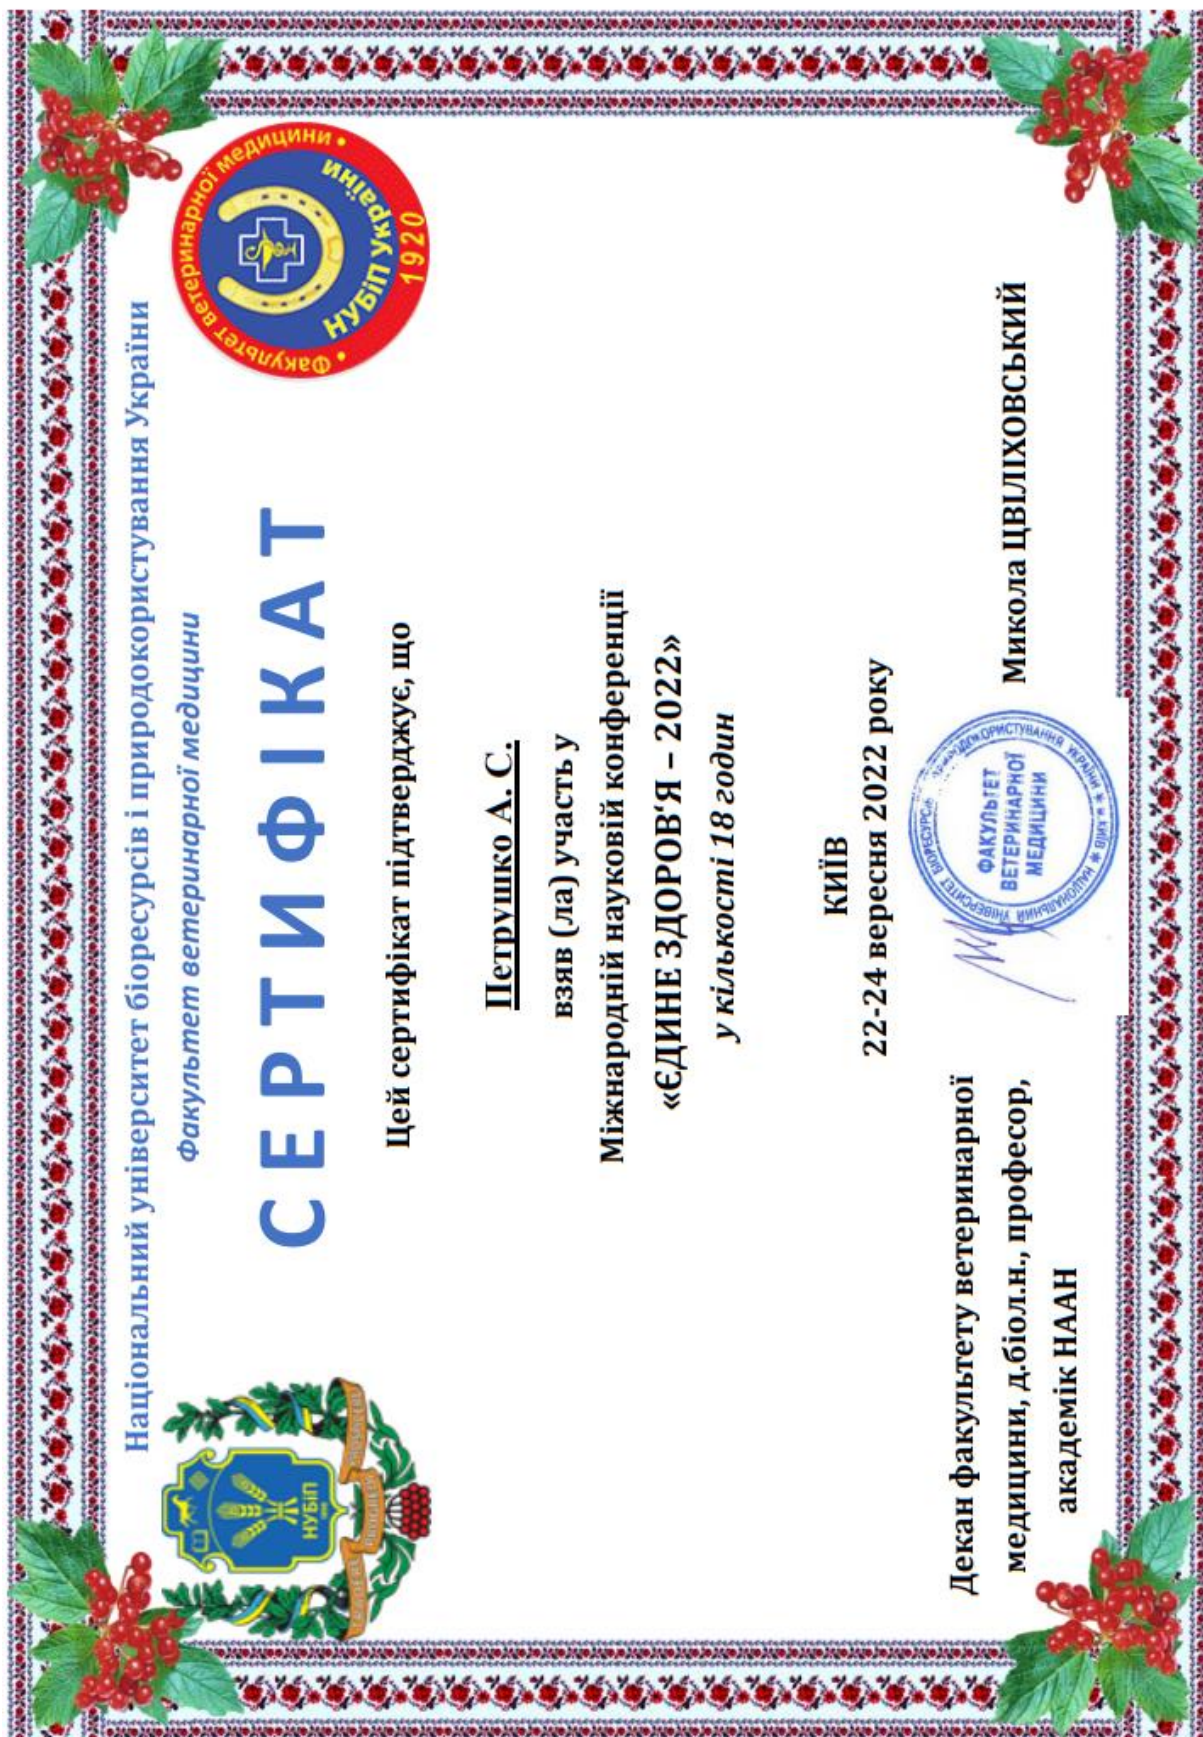 Національний університет біоресурсів і природокористування України
Факультет ветеринарної медицини
• Факультет ветеринарної медицини •
НУБіП України
1920
НУБіП
СЕРТИФІКАТ
Цей сертифікат підтверджує, що
Петрушко А. С.
взяв (ла) участь у
Міжнародній науковій конференції
«ЄДИНЕ ЗДОРОВ‘Я – 2022»
у кількості 18 годин
КИЇВ
22-24 вересня 2022 року
Декан факультету ветеринарної
медицини, д.біол.н., професор,
академік НААН
ФАКУЛЬТЕТ
ВЕТЕРИНАРНОЇ
МЕДИЦИНИ
Микола ЦВІЛІХОВСЬКИЙ